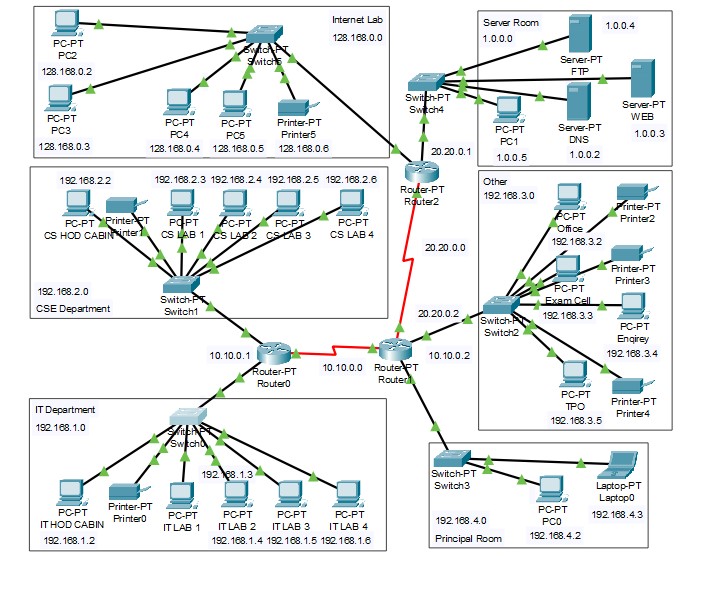 Internet Lab
128.168.0.0
PC-PT
PC2
128.168.0.2
Switch-PT
Switch5
PC-PT
PC3
128.168.0.3
PC-PT
PC4
128.168.0.4
PC-PT
PC5
128.168.0.5
Printer-PT
Printer5
128.168.0.6
Server Room
1.0.0.0
1.0.0.4
Server-PT
FTP
Switch-PT
Switch4
Server-PT
WEB
1.0.0.3
PC-PT
PC1
1.0.0.5
Server-PT
DNS
1.0.0.2
20.20.0.1
Router-PT
Router2
192.168.2.2
192.168.2.3
192.168.2.4
192.168.2.5
192.168.2.6
PC-PT
CS HOD CABIN
Printer-PT
Printer1
PC-PT
CS LAB 1
PC-PT
CS LAB 2
PC-PT
CS LAB 3
PC-PT
CS LAB 4
192.168.2.0
CSE Department
Switch-PT
Switch1
20.20.0.0
Other
192.168.3.0
PC-PT
Office
192.168.3.2
Printer-PT
Printer2
Printer-PT
Printer3
PC-PT
Exam Cell
192.168.3.3
Switch-PT
Switch2
PC-PT
Enqirey
192.168.3.4
PC-PT
TPO
192.168.3.5
Printer-PT
Printer4
20.20.0.2
10.10.0.1
Router-PT
Router0
10.10.0.0
Router-PT
10.10.0.2
IT Department
192.168.1.0
Switch-PT
Switch0
192.168.1.3
PC-PT
IT HOD CABIN
192.168.1.2
Printer-PT
Printer0
PC-PT
IT LAB 1
PC-PT
IT LAB 2
192.168.1.4
PC-PT
IT LAB 3
192.168.1.5
PC-PT
IT LAB 4
192.168.1.6
Switch-PT
Switch3
192.168.4.0
Principal Room
PC-PT
PC0
192.168.4.2
Laptop-PT
Laptop0
192.168.4.3